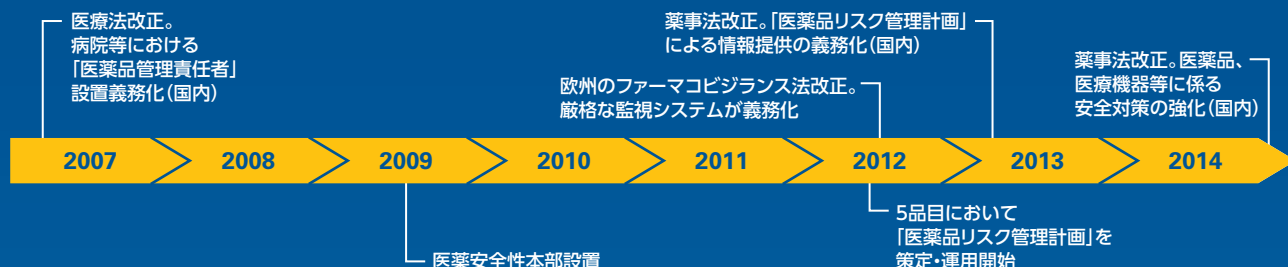 医療法改正。
病院等における
「医薬品管理責任者」
設置義務化(国内)
欧州のファーマコビジランス法改正。
厳格な監視システムが義務化
薬事法改正。「医薬品リスク管理計画」
による情報提供の義務化(国内)
薬事法改正。医薬品、
医療機器等に係る
安全対策の強化(国内)
2007 2008 2009 2010 2011 2012 2013 2014
医薬安全性本部設置
5品目において
「医薬品リスク管理計画」を
策定・運用開始